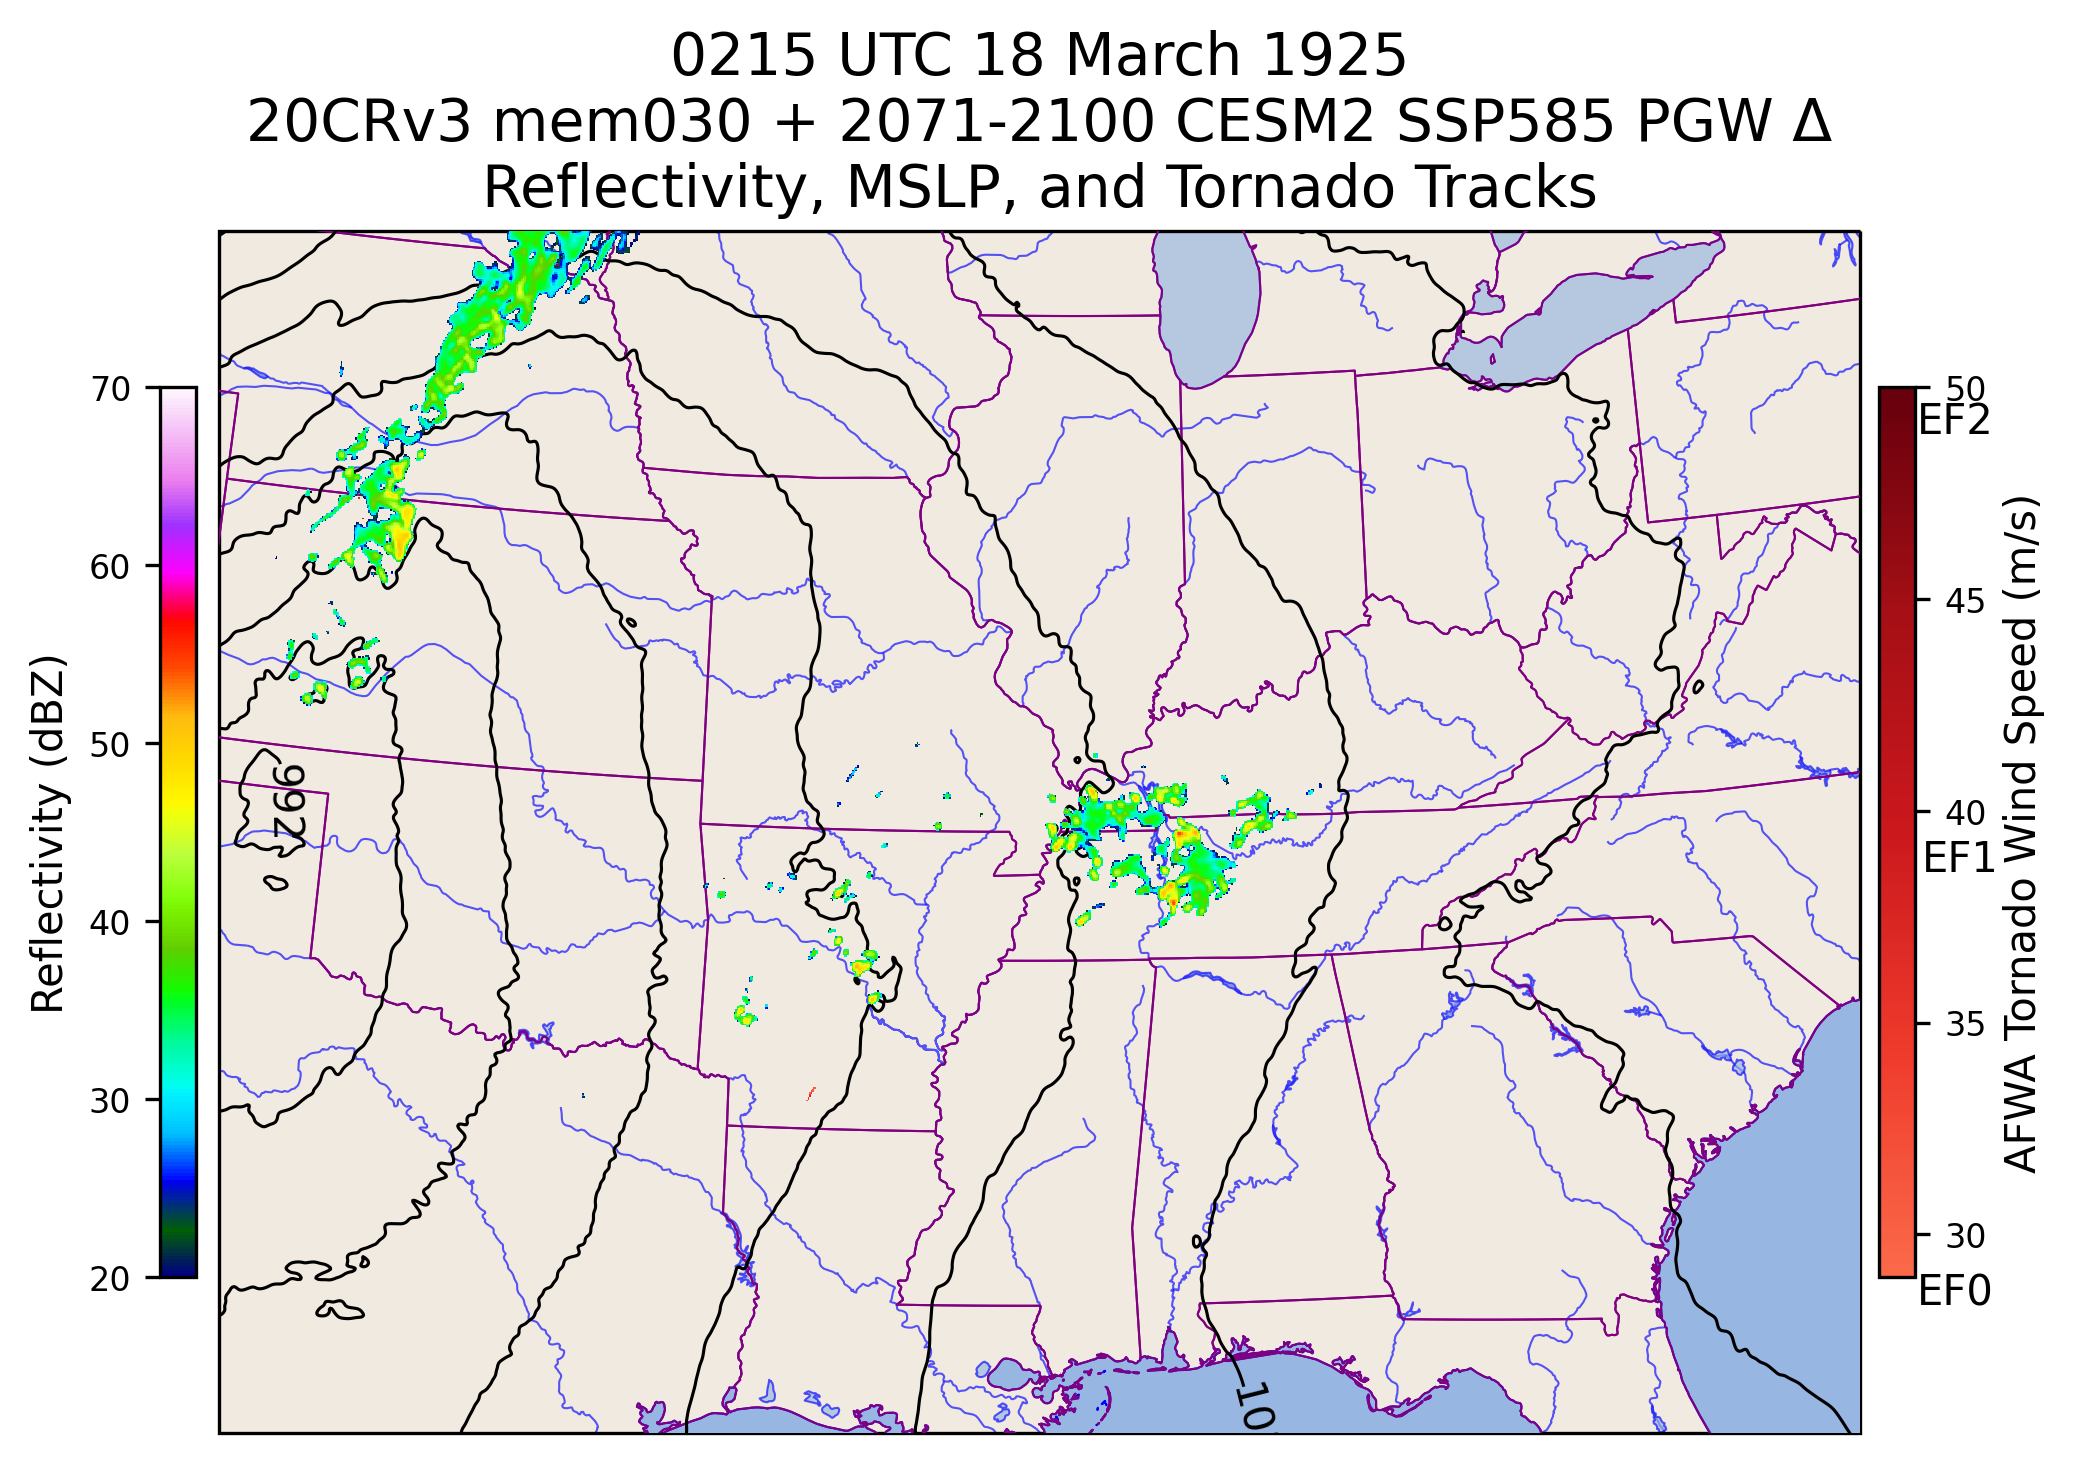 0215 UTC 18 March 1925
20CRv3 mem030 + 2071-2100 CESM2 SSP585 PGW Δ
Reflectivity, MSLP, and Tornado Tracks
Reflectivity (dBZ)
70
60
50
40
30
20
992
10
50
EF2
45
40
EF1
35
30
EF0
AFWA Tornado Wind Speed (m/s)